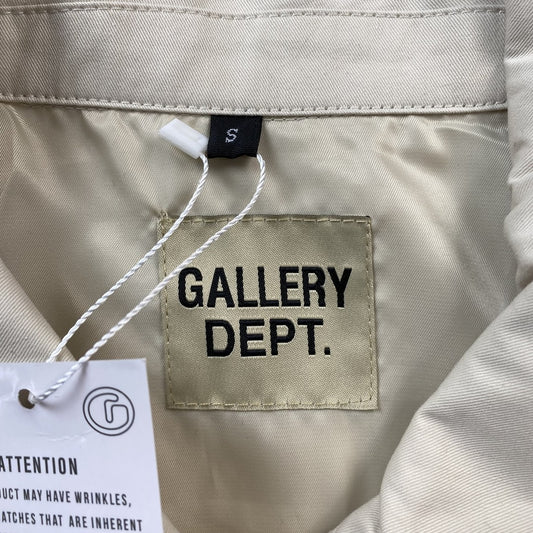 S
GALLERY
DEPT.
ATTENTION
DUCT MAY HAVE WRINKLES,
ATCHES THAT ARE INHERENT